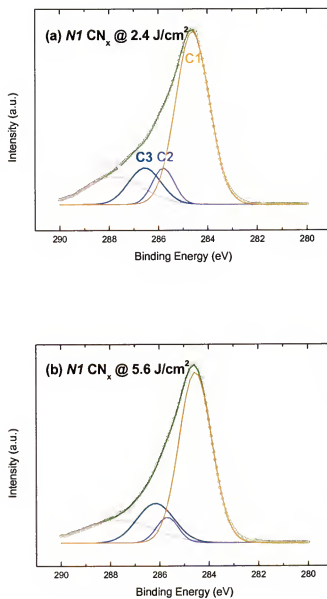 (a) N1 CNx @ 2.4 J/cm2
C1
C3 C2
Intensity (a.u.)
290 288 286 284 282 280
Binding Energy (eV)
(b) N1 CNx @ 5.6 J/cm2
Intensity (a.u.)
290 288 286 284 282 280
Binding Energy (eV)